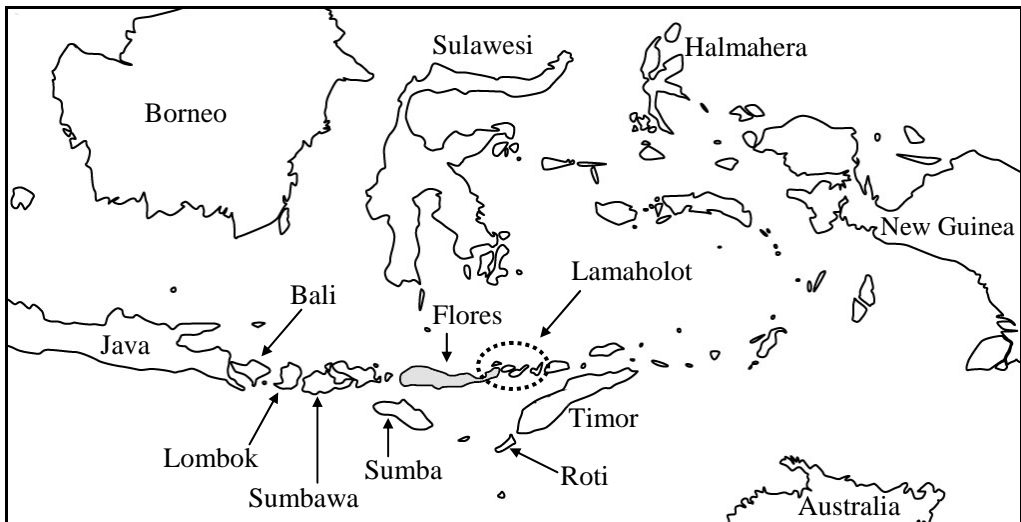 Sulawesi
Halmahera
Borneo
New Guinea
Lamaholot
Bali
Flores
Java
Timor
Lombok
Sumba
Roti
Sumbawa
Australia